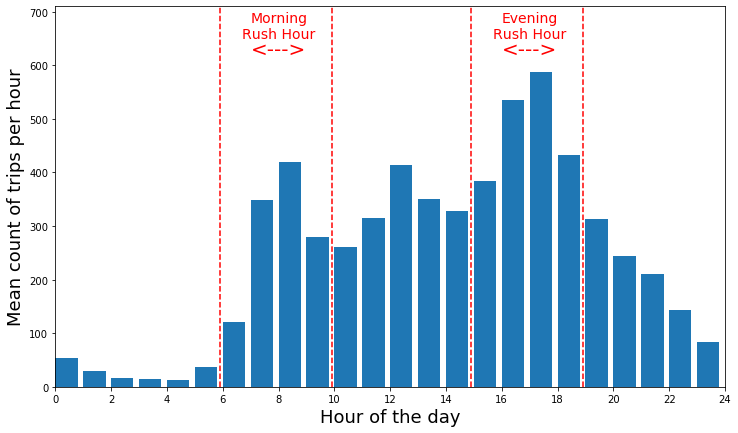 Morning
Rush Hour
<--->
Evening
Rush Hour
<--->
Mean count of trips per hour
700
600
500
400
300
200
100
0
0 2 4 6 8 10 12 14 16 18 20 22 24
Hour of the day